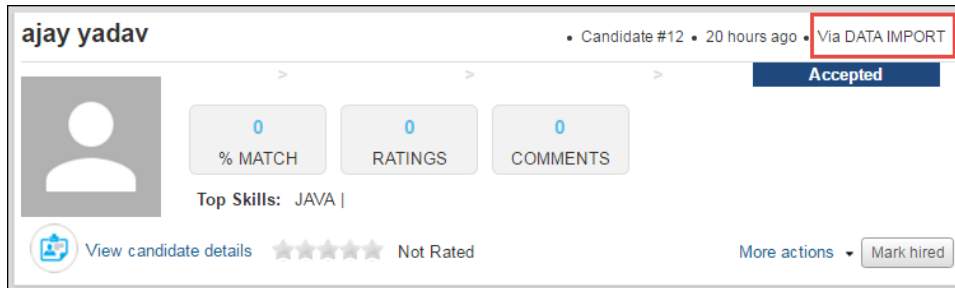 ajay yadav • Candidate #12 • 20 hours ago • Via DATA IMPORT
> > > Accepted
0 0 0
% MATCH RATINGS COMMENTS
Top Skills: JAVA |
View candidate details Not Rated More actions Mark hired